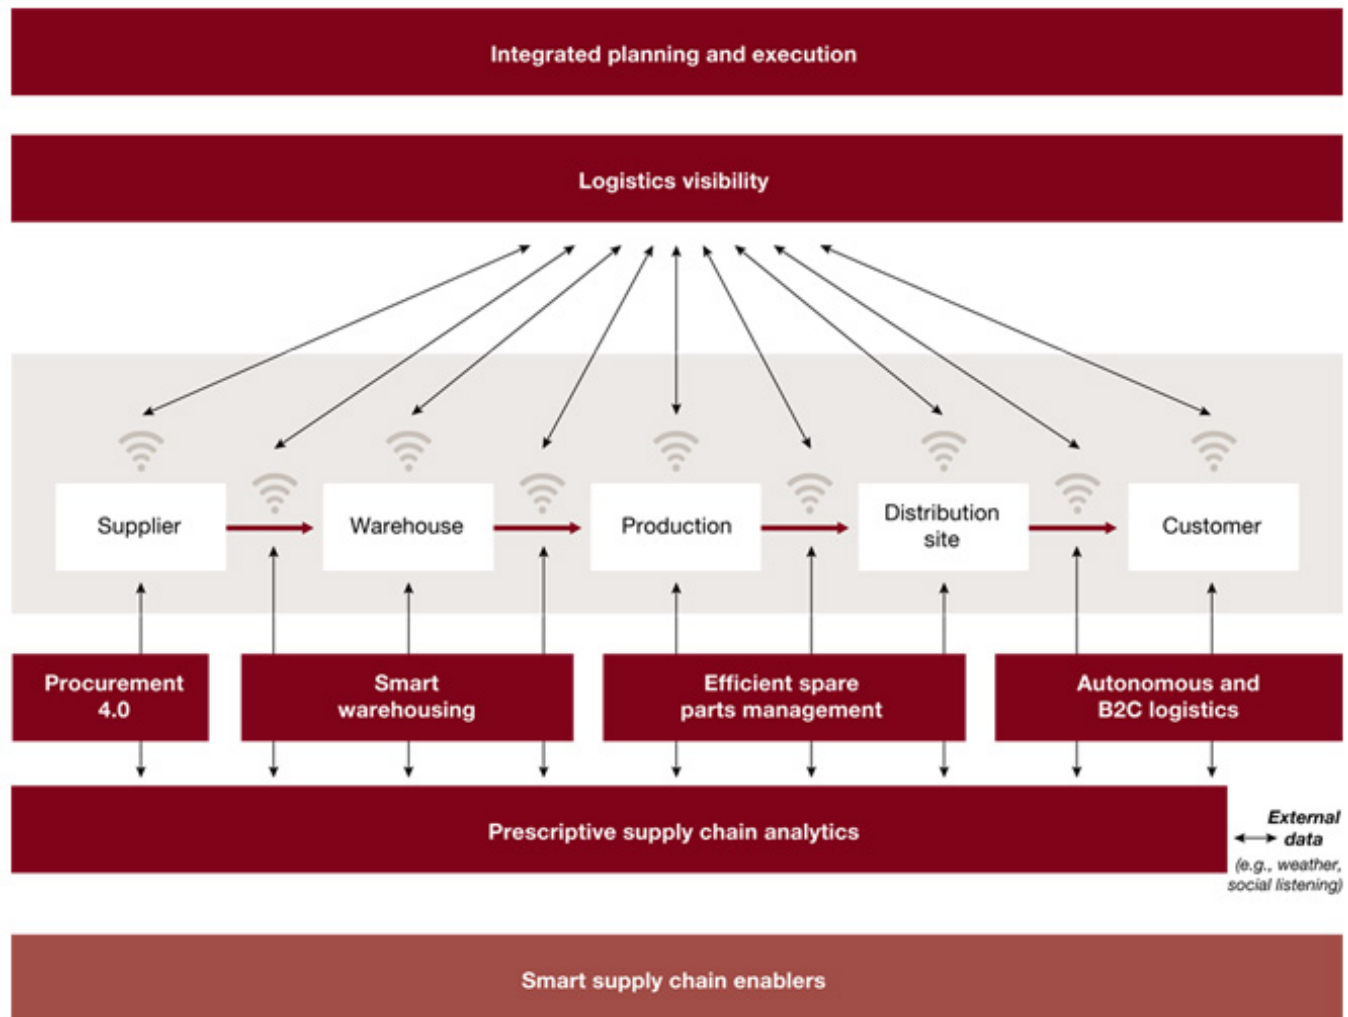 Integrated planning and execution
Logistics visibility
Supplier
Warehouse
Production
Distribution
site
Customer
Procurement
4.0
Smart
warehousing
Efficient spare
parts management
Autonomous and
B2C logistics
Prescriptive supply chain analytics
External
data
(e.g., weather,
social listening)
Smart supply chain enablers